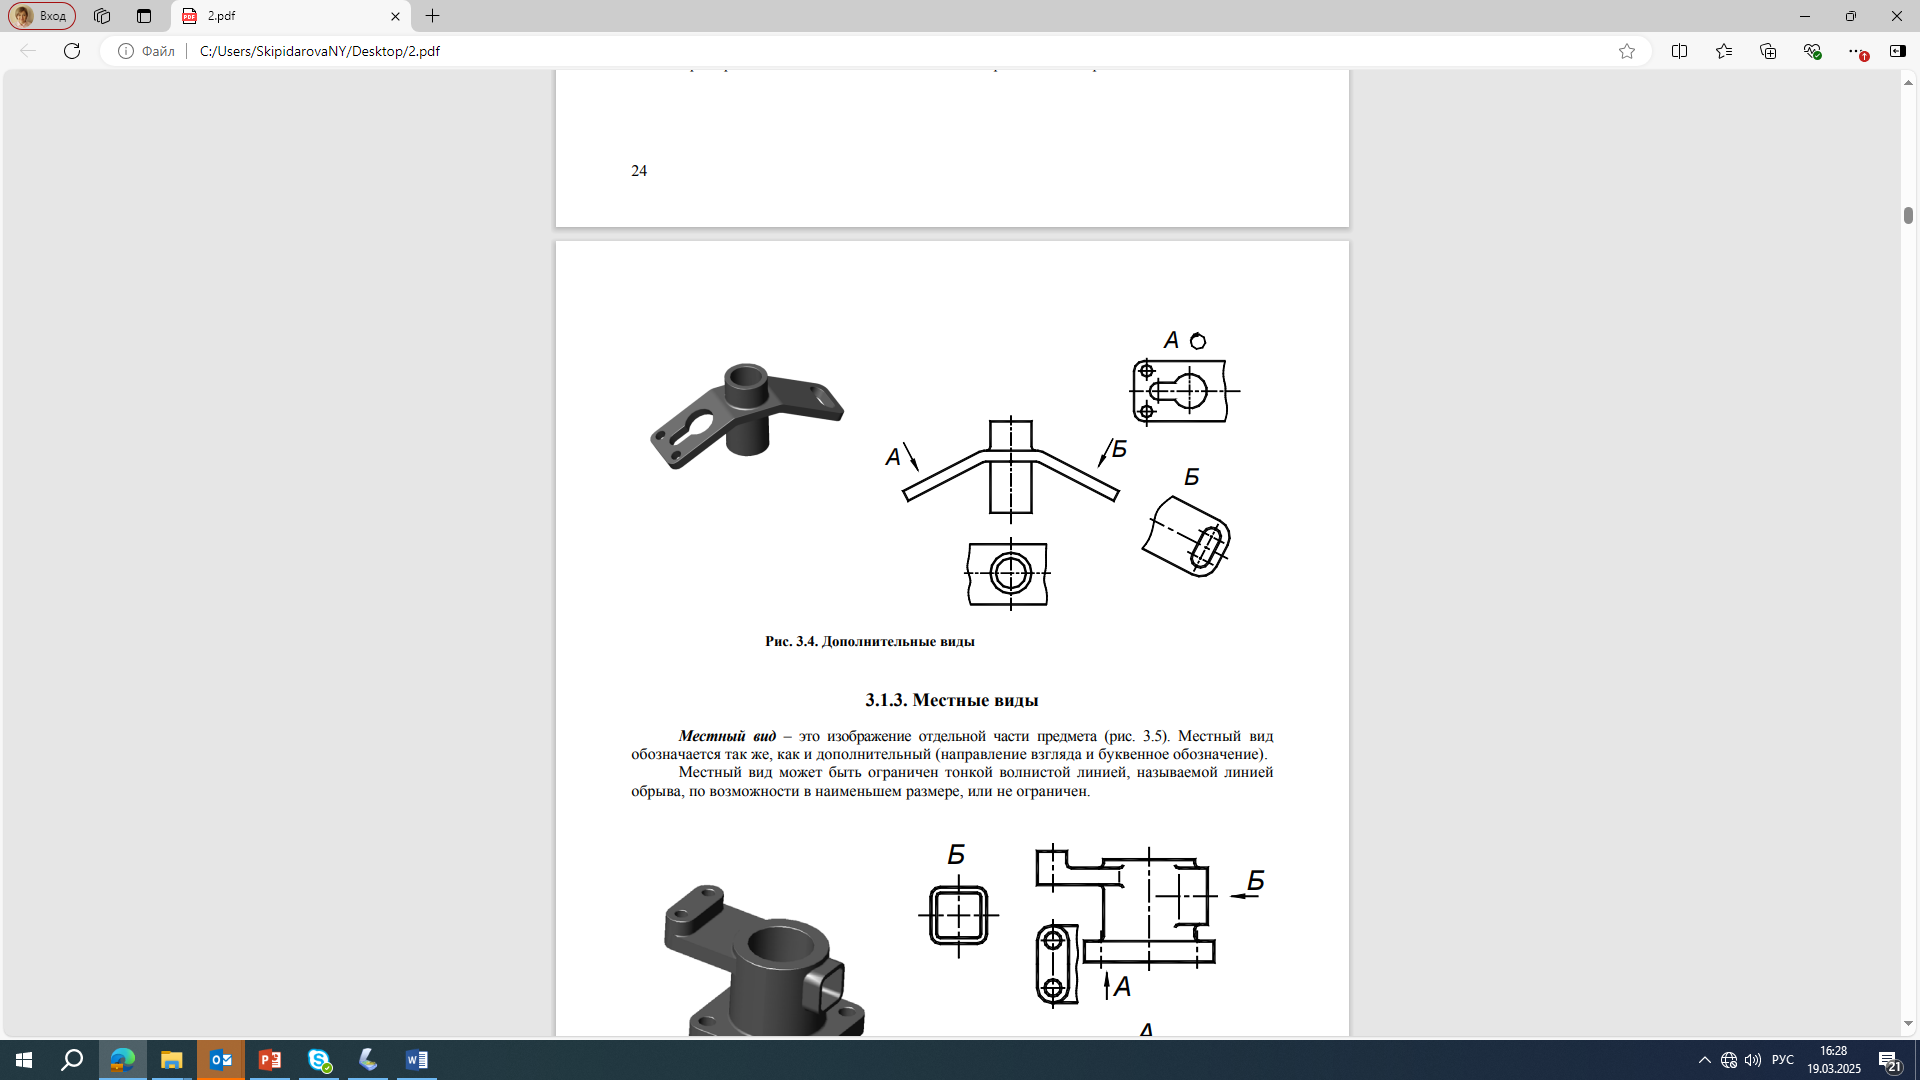 Вход
2.pdf
Файл
C:/Users/SkipidarovaNY/Desktop/2.pdf
24
А
А
Б
Б
Рис. 3.4. Дополнительные виды
3.1.3. Местные виды
Местный вид – это изображение отдельной части предмета (рис. 3.5). Местный вид
обозначается так же, как и дополнительный (направление взгляда и буквенное обозначение).
Местный вид может быть ограничен тонкой волнистой линией, называемой линией
обрыва, по возможности в наименьшем размере, или не ограничен.
Б
Б
А
А
РУС
16:28
19.03.2025
21